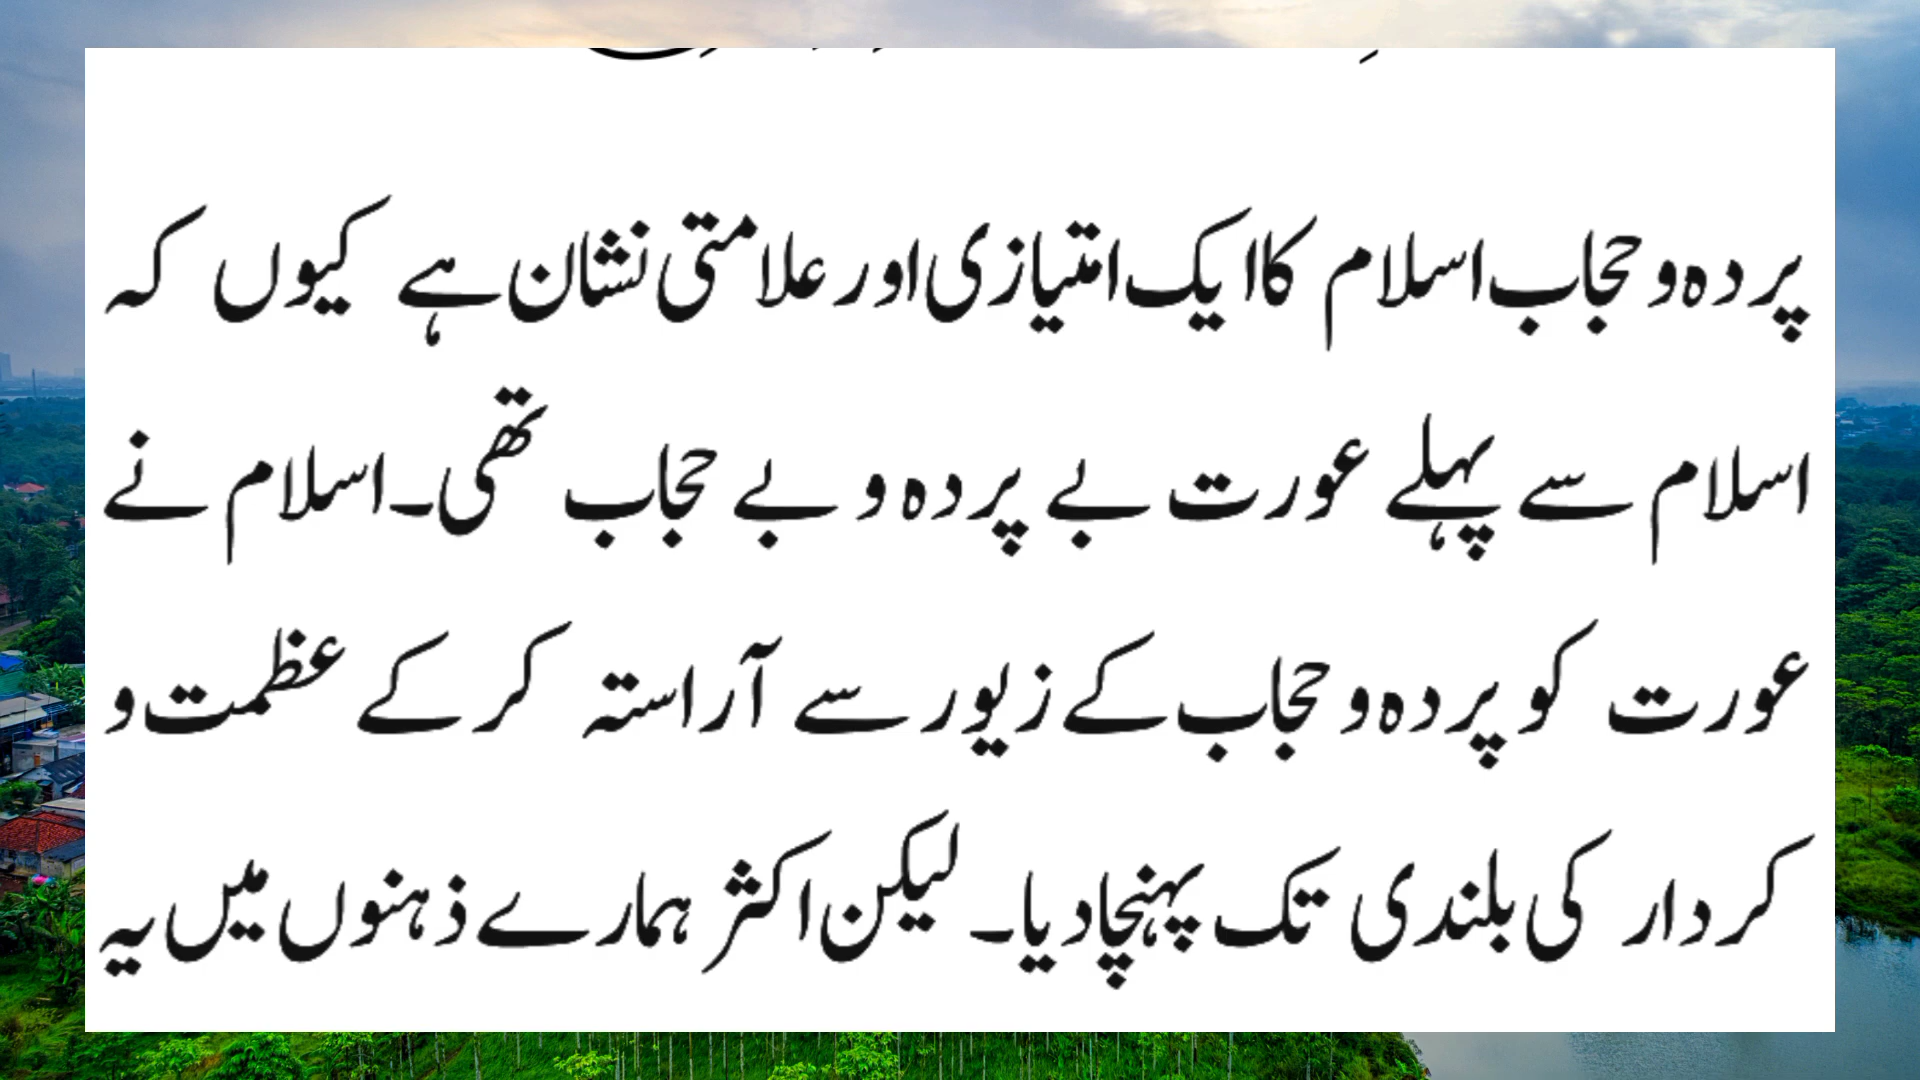 پردہ و حجاب اسلام کا ایک امتیازی اور علامتی نشان ہے کیوں کہ
اسلام سے پہلے عورت بے پردہ و بے حجاب تھی۔ اسلام نے
عورت کو پردہ و حجاب کے زیور سے آراستہ کر کے عظمت و
کردار کی بلندی تک پہنچا دیا۔ لیکن اکثر ہمارے ذہنوں میں یہ